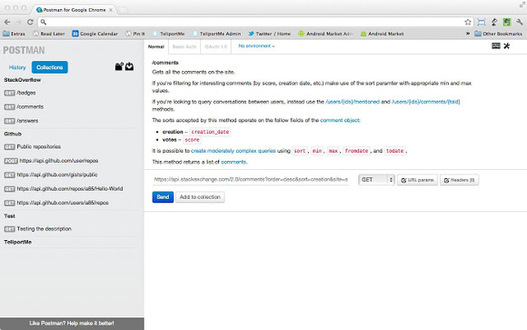 Postman for Google Chrome
Extras
Read Later
Google Calendar
Pin It
TeliportMe
TeliportMe Admin
Twitter / Home
Android Market Admin
Android Market
Other Bookmarks
POSTMAN
Normal
Basic Auth
OAuth 1.0
No environment
History
Collections
StackOverflow
GET /badges
GET /comments
GET /answers
Github
GET Public repositories
GET https://api.github.com/user/repos
GET https://api.github.com/gists/public
GET https://api.github.com/repos/a85/Hello-World
GET https://api.github.com/users/a85/repos
Test
GET Testing the description
TeliportMe
Like Postman? Help make it better!
/comments
Gets all the comments on the site.
If you're filtering for interesting comments (by score, creation date, etc.) make use of the sort paramter with appropriate min and max
values.
If you're looking to query conversations between users, instead use the /users/{ids}/mentioned and /users/{ids}/comments/{toid}
methods.
The sorts accepted by this method operate on the follow fields of the comment object:
• creation – creation_date
• votes – score
It is possible to create moderately complex queries using sort, min, max, fromdate, and todate.
This method returns a list of comments.
https://api.stackexchange.com/2.0/comments?order=desc&sort=creation&site=s
GET
URL params
Headers (0)
Send
Add to collection